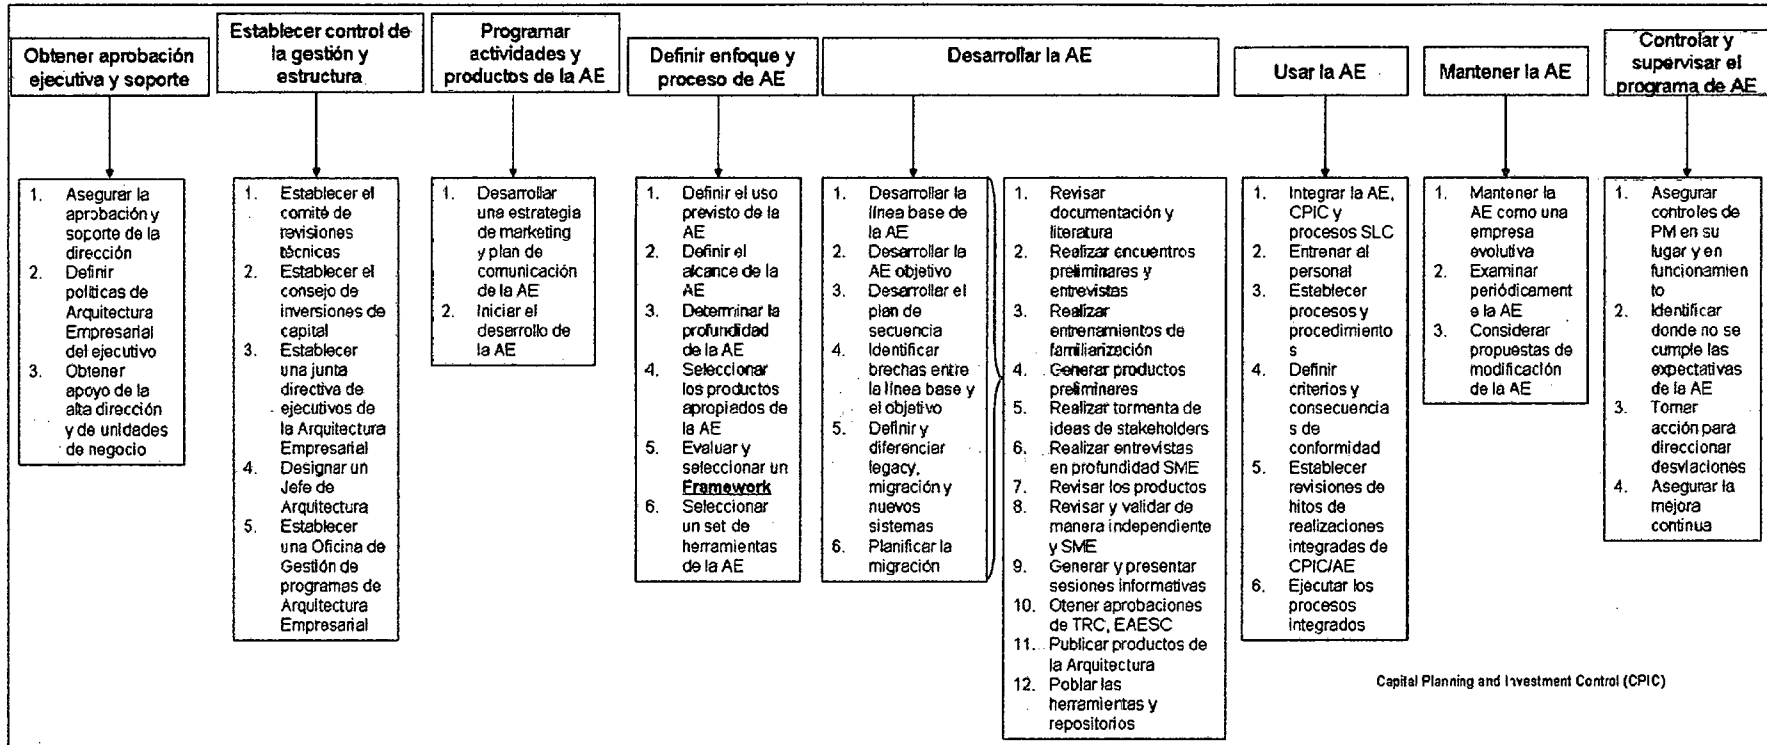 Obtener aprobación
ejecutiva y soporte
Establecer control de
la gestión y
estructura
Programar
actividades y
productos de la AE
Definir enfoque y
proceso de AE
Desarrollar la AE
Usar la AE
Mantener la AE
Controlar y
supervisar el
programa de AE
1. Asegurar la
aprobación y
soporte de la
dirección
2. Definir
políticas de
Arquitectura
Empresarial
del ejecutivo
3. Obtener
apoyo de la
alta dirección
y de unidades
de negocio
1. Establecer el
comité de
revisiones
técnicas
2. Establecer el
consejo de
inversiones de
capital
3. Establecer
una junta
directiva de
ejecutivos de
la Arquitectura
Empresarial
4. Designar un
Jefe de
Arquitectura
5. Establecer
una Oficina de
Gestión de
programas de
Arquitectura
Empresarial
1. Desarrollar
una estrategia
de marketing
y plan de
comunicación
de la AE
2. Iniciar el
desarrollo de
la AE
1. Definir el uso
previsto de la
AE
2. Definir el
alcance de la
AE
3. Determinar la
profundidad
de la AE
4. Seleccionar
los productos
apropiados de
la AE
5. Evaluar y
seleccionar un
Framework
6. Seleccionar
un set de
herramientas
de la AE
1. Desarrollar la
línea base de
la AE
2. Desarrollar la
AE objetivo
3. Desarrollar el
plan de
secuencia
4. Identificar
brechas entre
la línea base y
el objetivo
5. Definir y
diferenciar
legacy,
migración y
nuevos
sistemas
6. Planificar la
migración
1. Revisar
documentación y
literatura
2. Realizar encuentros
preliminares y
entrevistas
3. Realizar
entrenamientos de
familiarización
4. Generar productos
preliminares
5. Realizar tormenta de
ideas de stakeholders
6. Realizar entrevistas
en profundidad SME
7. Revisar los productos
8. Revisar y validar de
manera independiente
y SME
9. Generar y presentar
sesiones informativas
10. Otener aprobaciones
de TRC, EAESC
11. Publicar productos de
la Arquitectura
12. Poblar las
herramientas y
repositorios
1. Integrar la AE,
CPIC y
procesos SLC
2. Entrenar al
personal
3. Establecer
procesos y
procedimiento
s
4. Definir
criterios y
consecuencia
s de
conformidad
5. Establecer
revisiones de
hitos de
realizaciones
integradas de
CPIC/AE
6. Ejecutar los
procesos
integrados
1. Mantener la
AE como una
empresa
evolutiva
2. Examinar
periódicament
e la AE
3. Considerar
propuestas de
modificación
de la AE
1. Asegurar
controles de
PM en su
lugar y en
funcionamien
to
2. Identificar
donde no se
cumple las
expectativas
de la AE
3. Tomar
acción para
direccionar
desviaciones
4. Asegurar la
mejora
continua
Capital Planning and Investment Control (CPIC)